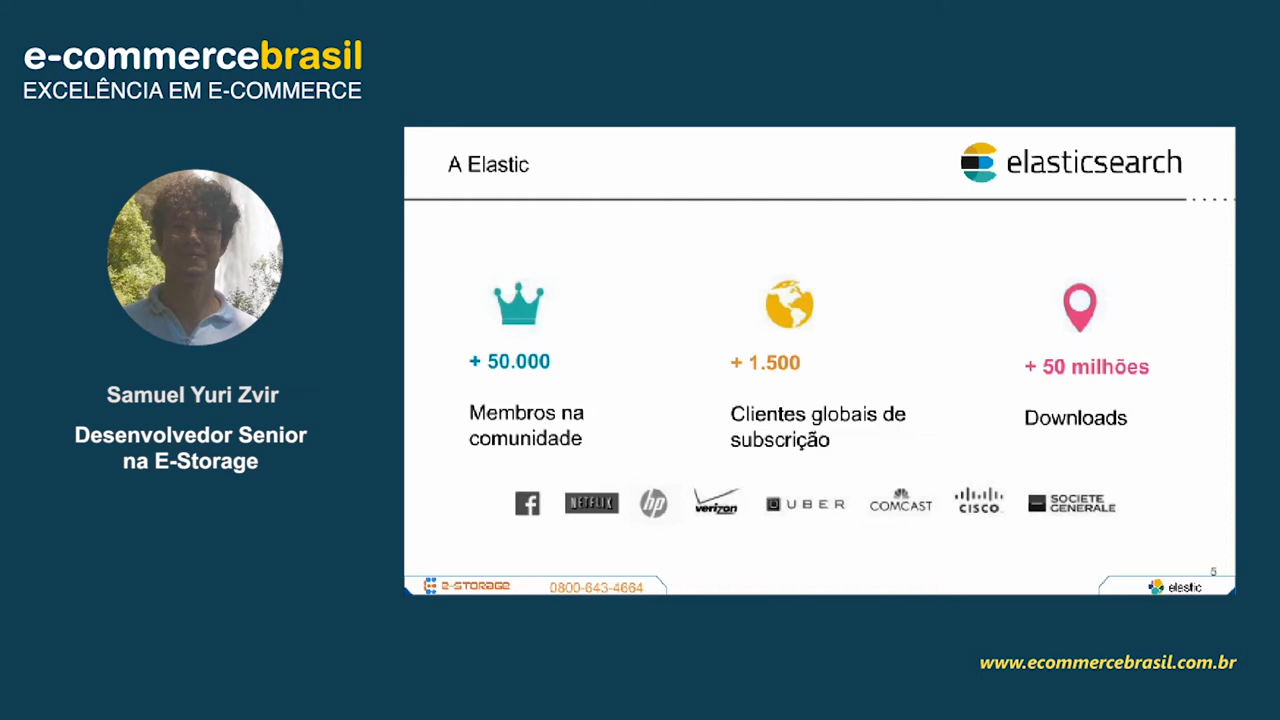 e-commercebrasil
EXCELÊNCIA EM E-COMMERCE
Samuel Yuri Zvir
Desenvolvedor Senior
na E-Storage
A Elastic
elasticsearch
+ 50.000
Membros na
comunidade
+ 1.500
Clientes globais de
subscrição
+ 50 milhões
Downloads
NETFLIX
hp
verizon
UBER
COMCAST
CISCO
SOCIETE
GENERALE
5
E-STORAGE
0800-643-4664
elastic
www.ecommercebrasil.com.br